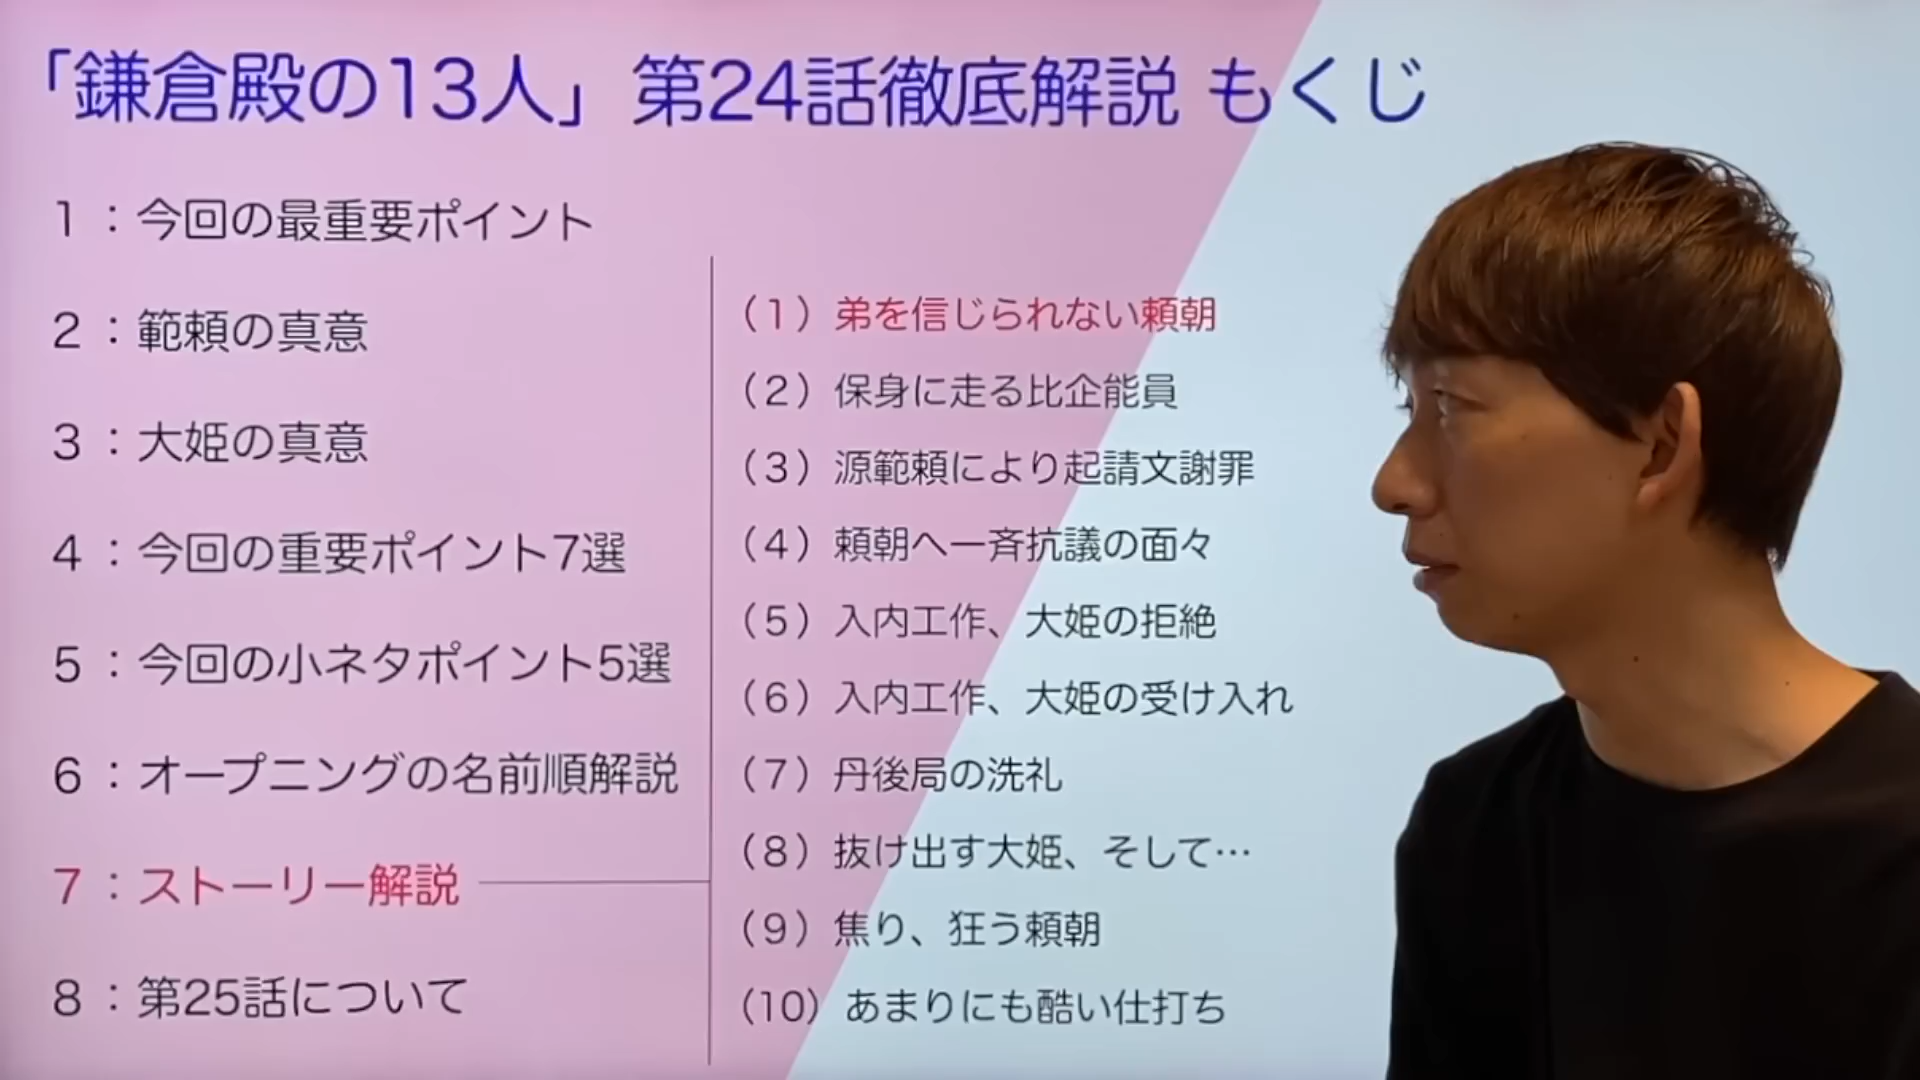 「鎌倉殿の13人」第24話徹底解説 もくじ
1：今回の最重要ポイント
2：範頼の真意
3：大姫の真意
4：今回の重要ポイント7選
5：今回の小ネタポイント5選
6：オープニングの名前順解説
7：ストーリー解説
8：第25話について
（1）弟を信じられない頼朝
（2）保身に走る比企能員
（3）源範頼により起請文謝罪
（4）頼朝へ一斉抗議の面々
（5）入内工作、大姫の拒絶
（6）入内工作、大姫の受け入れ
（7）丹後局の洗礼
（8）抜け出す大姫、そして…
（9）焦り、狂う頼朝
（10）あまりにも酷い仕打ち